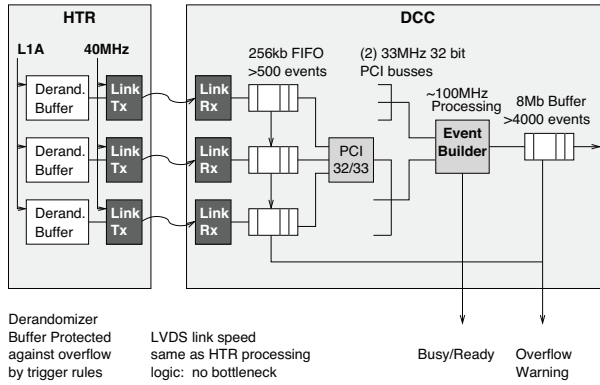 HTR
DCC
L1A
40MHz
Derand.
Buffer
Link
Tx
Derand.
Buffer
Link
Tx
Derand.
Buffer
Link
Tx
Link
Rx
Link
Rx
Link
Rx
256kb FIFO
>500 events
(2) 33MHz 32 bit
PCI busses
PCI
32/33
~100MHz
Processing
Event
Builder
8Mb Buffer
>4000 events
Derandomizer
Buffer Protected
against overflow
by trigger rules
LVDS link speed
same as HTR processing
logic: no bottleneck
Busy/Ready
Overflow
Warning